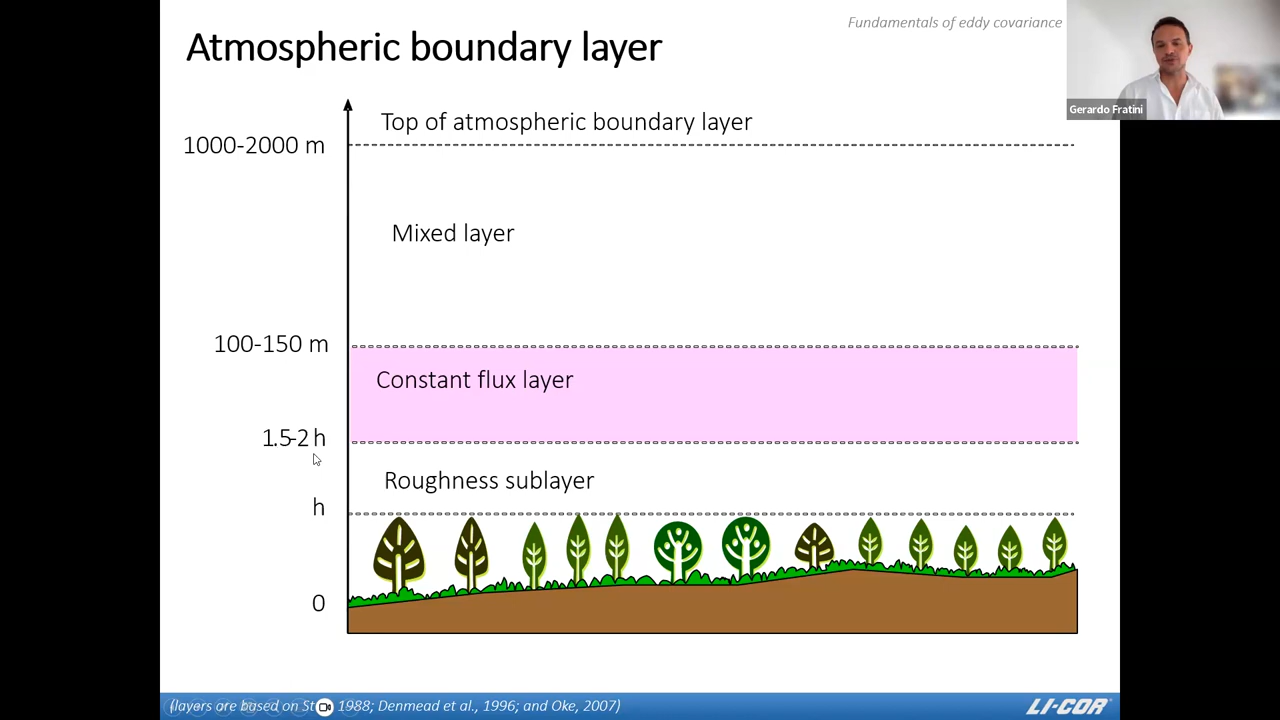 Fundamentals of eddy covariance
Atmospheric boundary layer
Gerardo Fratini
Top of atmospheric boundary layer
1000-2000 m
Mixed layer
100-150 m
Constant flux layer
1.5-2 h
Roughness sublayer
h
0
(layers are based on 1988; Denmead et al., 1996; and Oke, 2007)
LI-COR